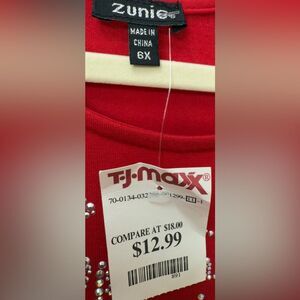 Zunie
MADE IN
CHINA
6X
T·J·maxx®
COMPARE AT $18.00
$12.99